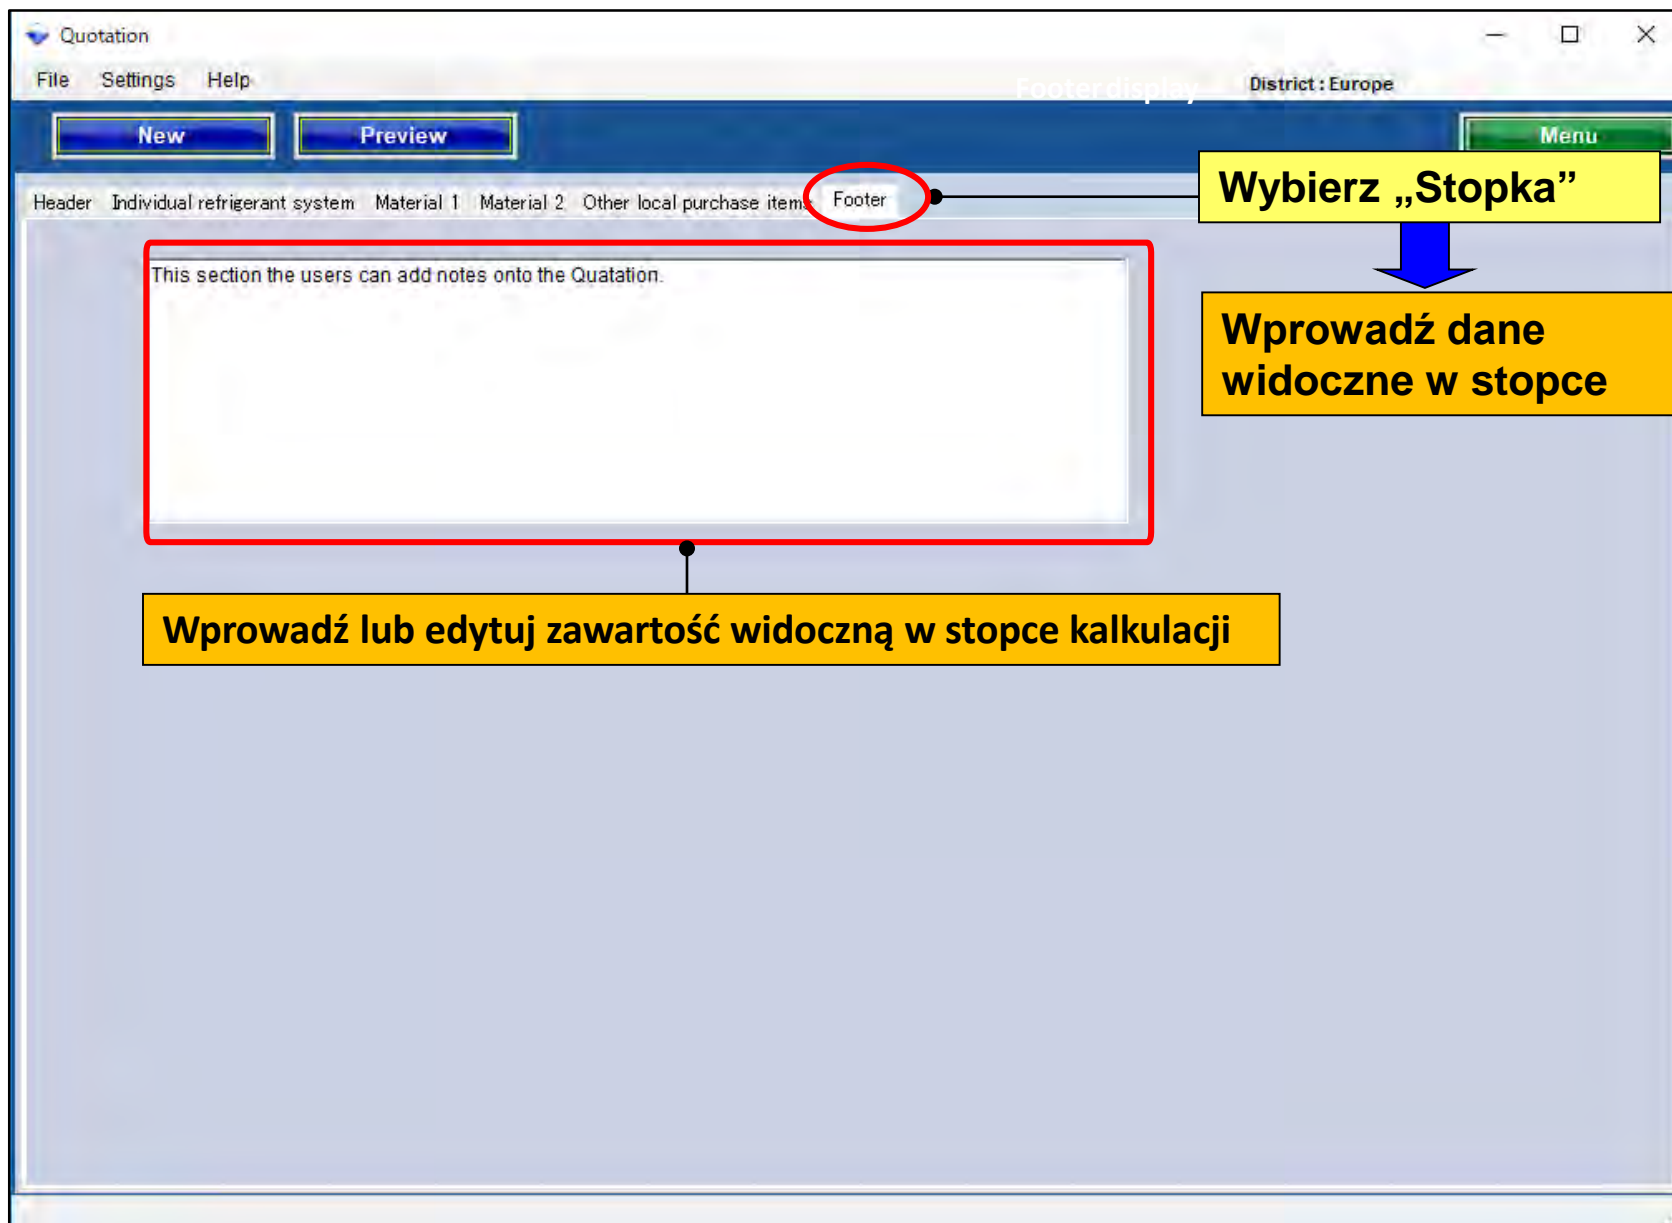 Quotation
File Settings Help
Footer display
District : Europe
New Preview Menu
Header Individual refrigerant system Material 1 Material 2 Other local purchase items Footer
Wybierz „Stopka”
This section the users can add notes onto the Quatation.
Wprowadź dane
widoczne w stopce
Wprowadź lub edytuj zawartość widoczną w stopce kalkulacji